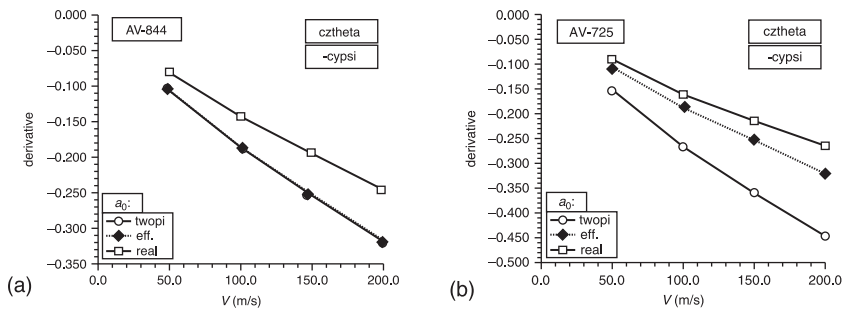 0.000
−0.050
−0.100
−0.150
−0.200
−0.250
−0.300
−0.350
derivative
AV-844
cztheta
-cypsi
a0:
twopi
eff.
real
0.0 50.0 100.0 150.0 200.0
V (m/s)
(a)
0.000
−0.050
−0.100
−0.150
−0.200
−0.250
−0.300
−0.350
−0.400
−0.450
−0.500
derivative
AV-725
cztheta
-cypsi
a0:
twopi
eff.
real
0.0 50.0 100.0 150.0 200.0
V (m/s)
(b)